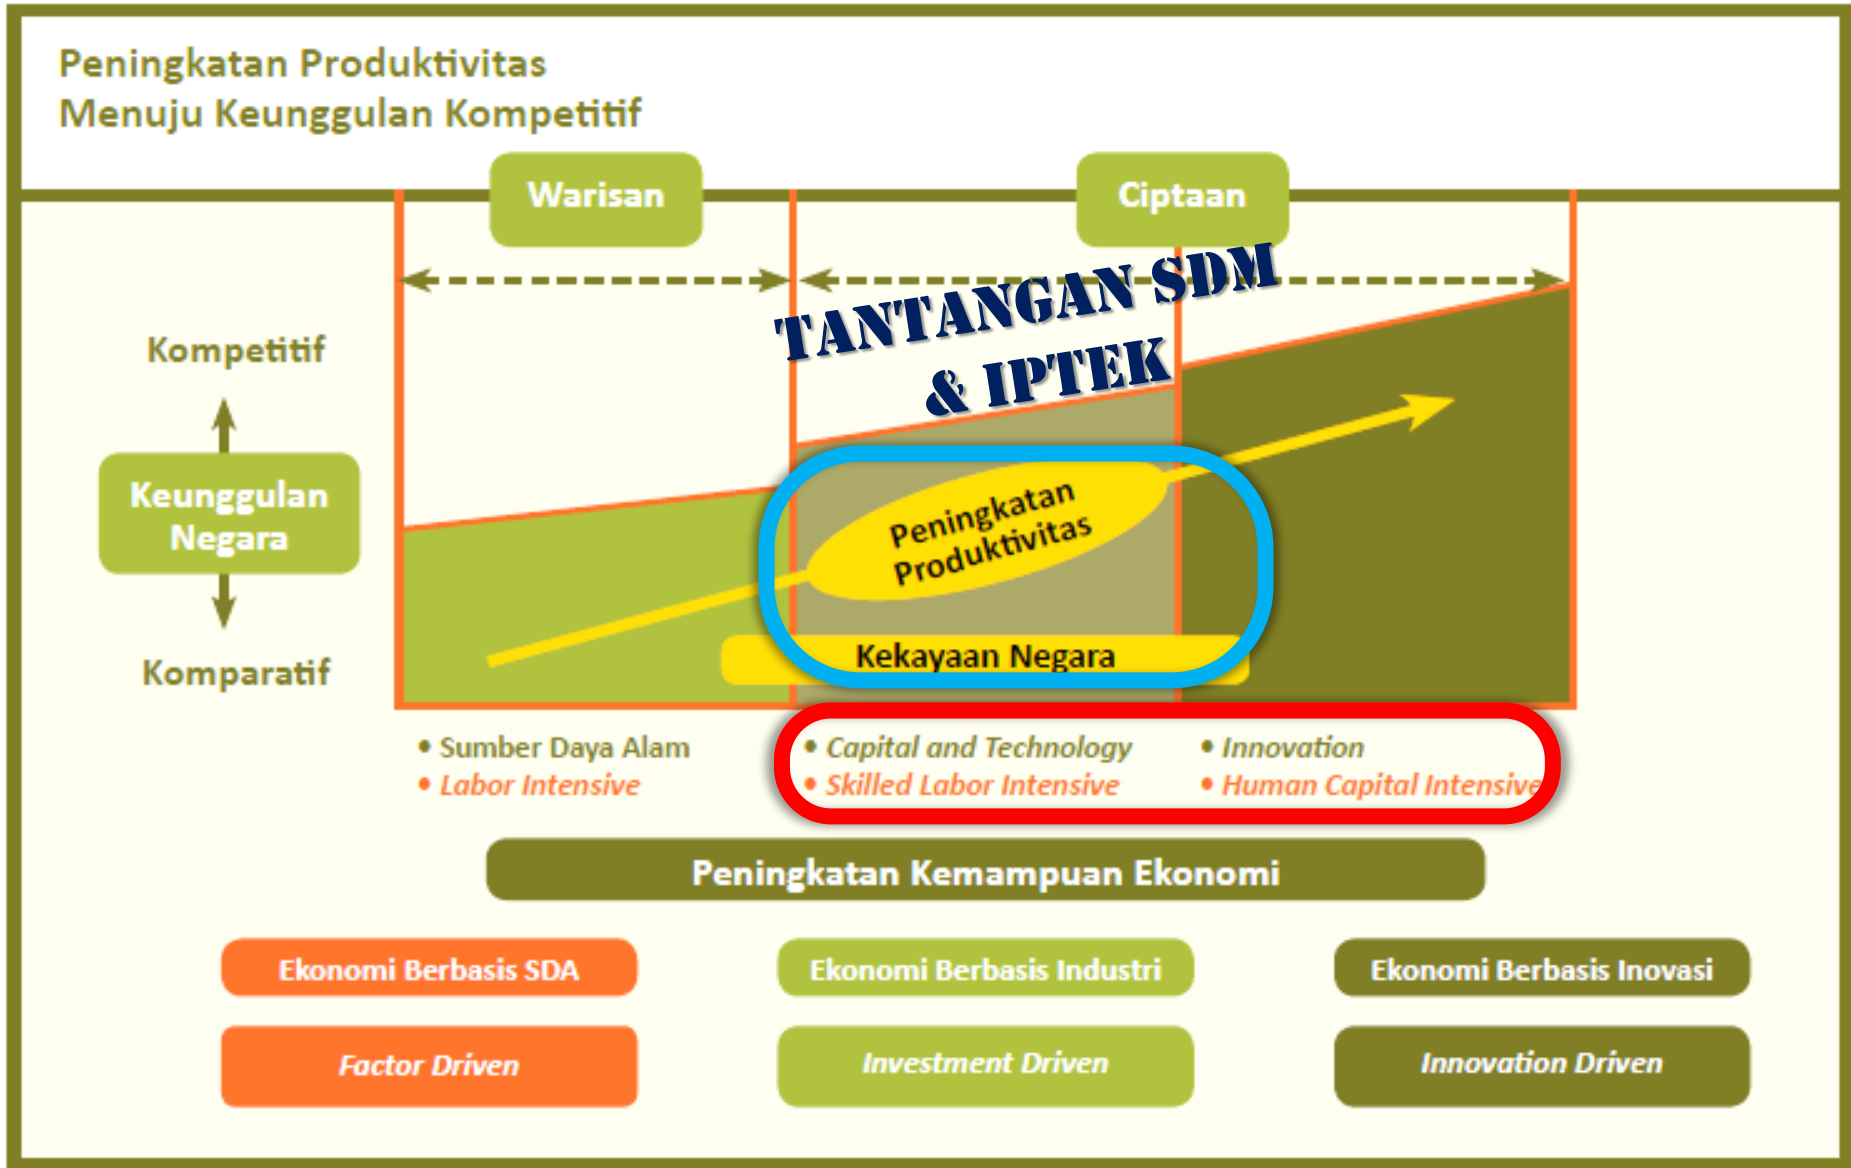 Peningkatan Produktivitas
Menuju Keunggulan Kompetitif
Warisan
Ciptaan
TANTANGAN SDM
& IPTEK
Kompetitif
Keunggulan
Negara
Komparatif
Peningkatan
Produktivitas
Kekayaan Negara
• Sumber Daya Alam
• Labor Intensive
• Capital and Technology
• Skilled Labor Intensive
• Innovation
• Human Capital Intensive
Peningkatan Kemampuan Ekonomi
Ekonomi Berbasis SDA
Ekonomi Berbasis Industri
Ekonomi Berbasis Inovasi
Factor Driven
Investment Driven
Innovation Driven